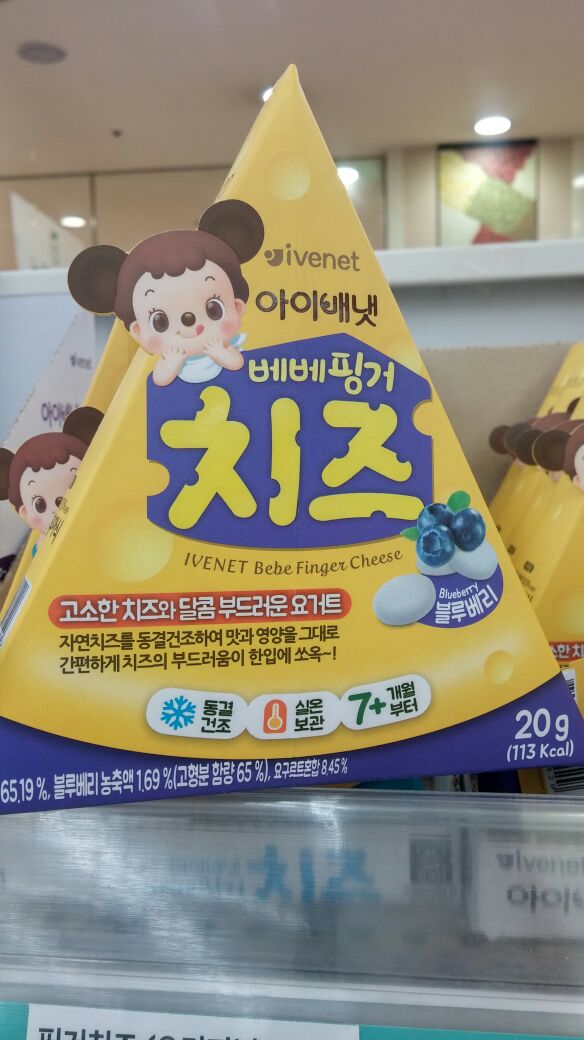 ivenet
아이배냇
베베핑거
치즈
IVENET Bebe Finger Cheese
Blueberry
블루베리
고소한 치즈와 달콤 부드러운 요거트
자연치즈를 동결건조하여 맛과 영양을 그대로
간편하게 치즈의 부드러움이 한입에 쏘옥~!
동결
건조
실온
보관
7+ 개월
부터
20g
(113 Kcal)
65.19 %, 블루베리 농축액 1.69 %(고형분 함량 65 %), 요구르트혼합 8.45%
ivenet